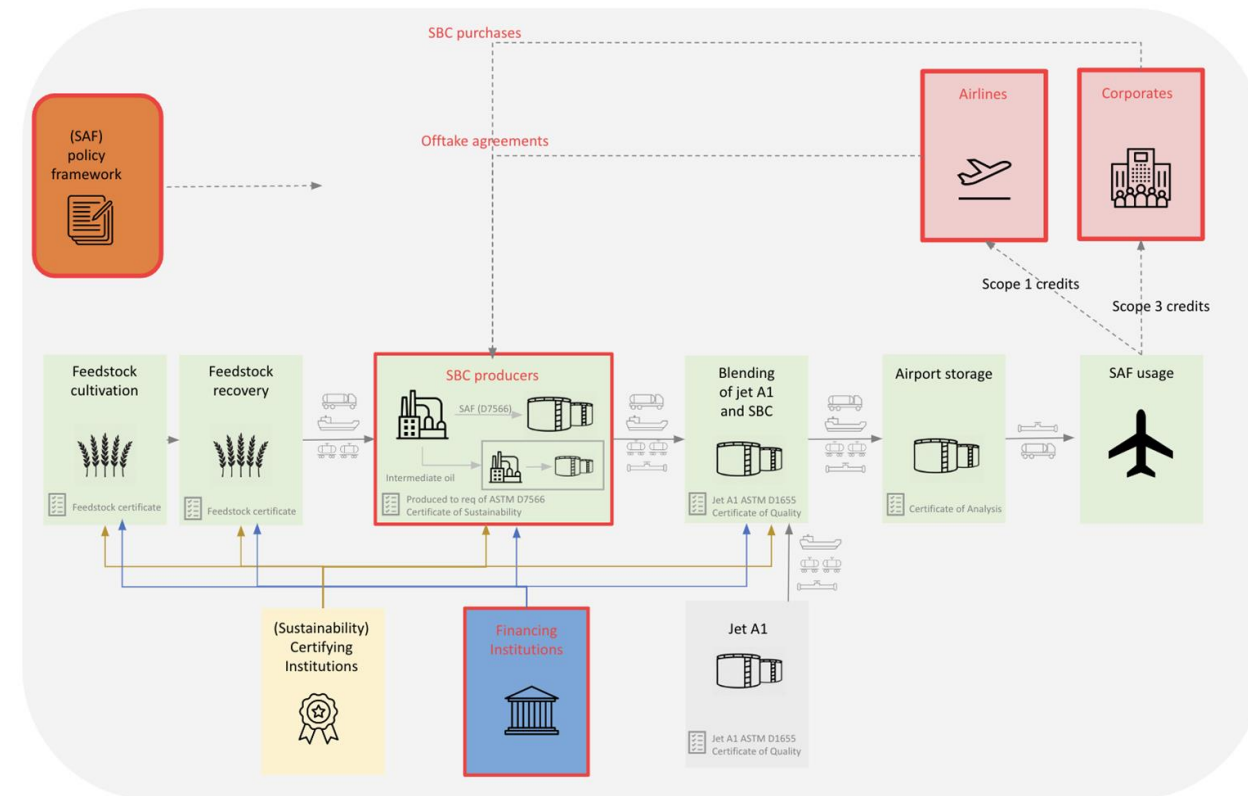 SBC purchases
Airlines
Corporates
(SAF)
policy
framework
Offtake agreements
Scope 1 credits
Scope 3 credits
Feedstock
cultivation
Feedstock certificate
Feedstock
recovery
Feedstock certificate
SBC producers
SAF (D7566)
Intermediate oil
Produced to req of ASTM D7566
Certificate of Sustainability
Blending
of jet A1
and SBC
Jet A1 ASTM D1655
Certificate of Quality
Airport storage
Certificate of Analysis
SAF usage
(Sustainability)
Certifying
Institutions
Financing
Institutions
Jet A1
Jet A1 ASTM D1655
Certificate of Quality